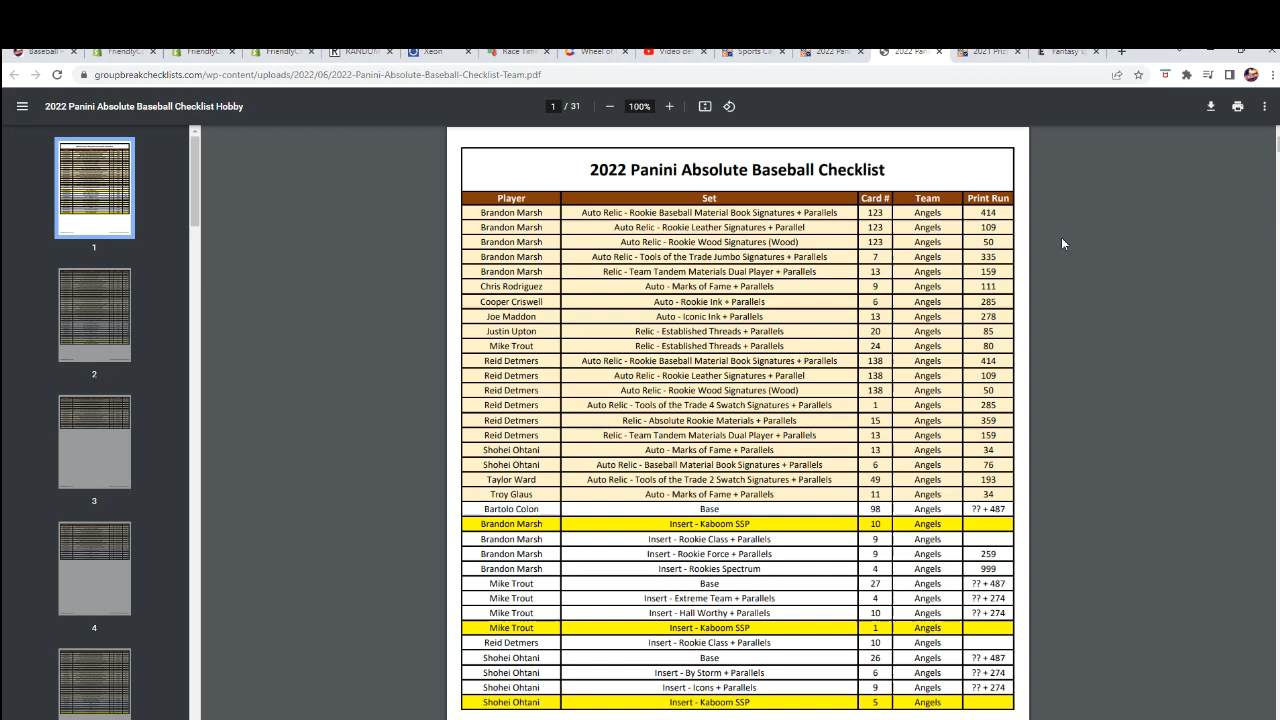 Baseball –
FriendlyC
FriendlyC
FriendlyC
RANDOM
Xeon
Race Time
Wheel of
Video de
Sports Ca
2022 Pani
2022 Pani
2021 Priz
Fantasy s
groupbreakchecklists.com/wp-content/uploads/2022/06/2022-Panini-Absolute-Baseball-Checklist-Team.pdf
2022 Panini Absolute Baseball Checklist Hobby
1 / 31
100%
1
2
3
4
2022 Panini Absolute Baseball Checklist
Player Set Card # Team Print Run
Brandon Marsh Auto Relic - Rookie Baseball Material Book Signatures + Parallels 123 Angels 414
Brandon Marsh Auto Relic - Rookie Leather Signatures + Parallel 123 Angels 109
Brandon Marsh Auto Relic - Rookie Wood Signatures (Wood) 123 Angels 50
Brandon Marsh Auto Relic - Tools of the Trade Jumbo Signatures + Parallels 7 Angels 335
Brandon Marsh Relic - Team Tandem Materials Dual Player + Parallels 13 Angels 159
Chris Rodriguez Auto - Marks of Fame + Parallels 9 Angels 111
Cooper Criswell Auto - Rookie Ink + Parallels 6 Angels 285
Joe Maddon Auto - Iconic Ink + Parallels 13 Angels 278
Justin Upton Relic - Established Threads + Parallels 20 Angels 85
Mike Trout Relic - Established Threads + Parallels 24 Angels 80
Reid Detmers Auto Relic - Rookie Baseball Material Book Signatures + Parallels 138 Angels 414
Reid Detmers Auto Relic - Rookie Leather Signatures + Parallel 138 Angels 109
Reid Detmers Auto Relic - Rookie Wood Signatures (Wood) 138 Angels 50
Reid Detmers Auto Relic - Tools of the Trade 4 Swatch Signatures + Parallels 1 Angels 285
Reid Detmers Relic - Absolute Rookie Materials + Parallels 15 Angels 359
Reid Detmers Relic - Team Tandem Materials Dual Player + Parallels 13 Angels 159
Shohei Ohtani Auto - Marks of Fame + Parallels 13 Angels 34
Shohei Ohtani Auto Relic - Baseball Material Book Signatures + Parallels 6 Angels 76
Taylor Ward Auto Relic - Tools of the Trade 2 Swatch Signatures + Parallels 49 Angels 193
Troy Glaus Auto - Marks of Fame + Parallels 11 Angels 34
Bartolo Colon Base 98 Angels ?? + 487
Brandon Marsh Insert - Kaboom SSP 10 Angels
Brandon Marsh Insert - Rookie Class + Parallels 9 Angels
Brandon Marsh Insert - Rookie Force + Parallels 9 Angels 259
Brandon Marsh Insert - Rookies Spectrum 4 Angels 999
Mike Trout Base 27 Angels ?? + 487
Mike Trout Insert - Extreme Team + Parallels 4 Angels ?? + 274
Mike Trout Insert - Hall Worthy + Parallels 10 Angels ?? + 274
Mike Trout Insert - Kaboom SSP 1 Angels
Reid Detmers Insert - Rookie Class + Parallels 10 Angels
Shohei Ohtani Base 26 Angels ?? + 487
Shohei Ohtani Insert - By Storm + Parallels 6 Angels ?? + 274
Shohei Ohtani Insert - Icons + Parallels 9 Angels ?? + 274
Shohei Ohtani Insert - Kaboom SSP 5 Angels